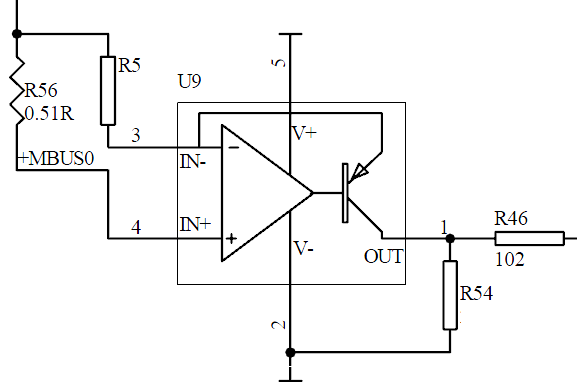 R5
5
U9
R56
0.51R
V+
3
IN-
+MBUS0
4
IN+
1
R46
V-
OUT
102
R54
2